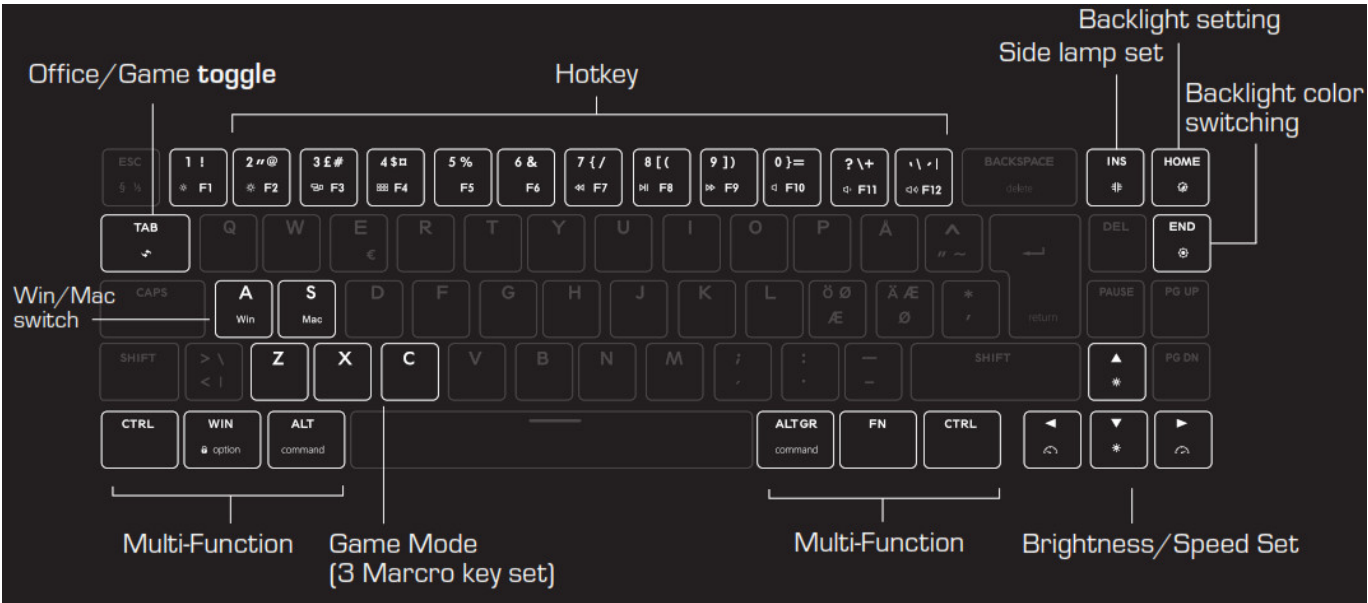 Backlight setting
Side lamp set
Office/Game toggle
Hotkey
Backlight color
switching
ESC 1 ! 2 " @ 3 £ # 4 $ ¤ 5 % 6 & 7 { / 8 [ ( 9 ] ) 0 } = ? \ + BACKSPACE INS HOME
§ ½ F1 F2 F3 F4 F5 F6 F7 F8 F9 F10 F11 F12 delete
TAB Q W E R T Y U I O P Å ^ DEL END
€ " ~
Win/Mac
switch
CAPS A S D F G H J K L Ö Ø Ä Æ * PAUSE PG UP
Win Mac Æ Ø ' return
SHIFT > \ Z X C V B N M ; : — SHIFT ▲ PG DN
< | , . –
CTRL WIN ALT ALT GR FN CTRL ◄ ▼ ►
option command command
Multi-Function
Game Mode
(3 Marcro key set)
Multi-Function
Brightness/Speed Set